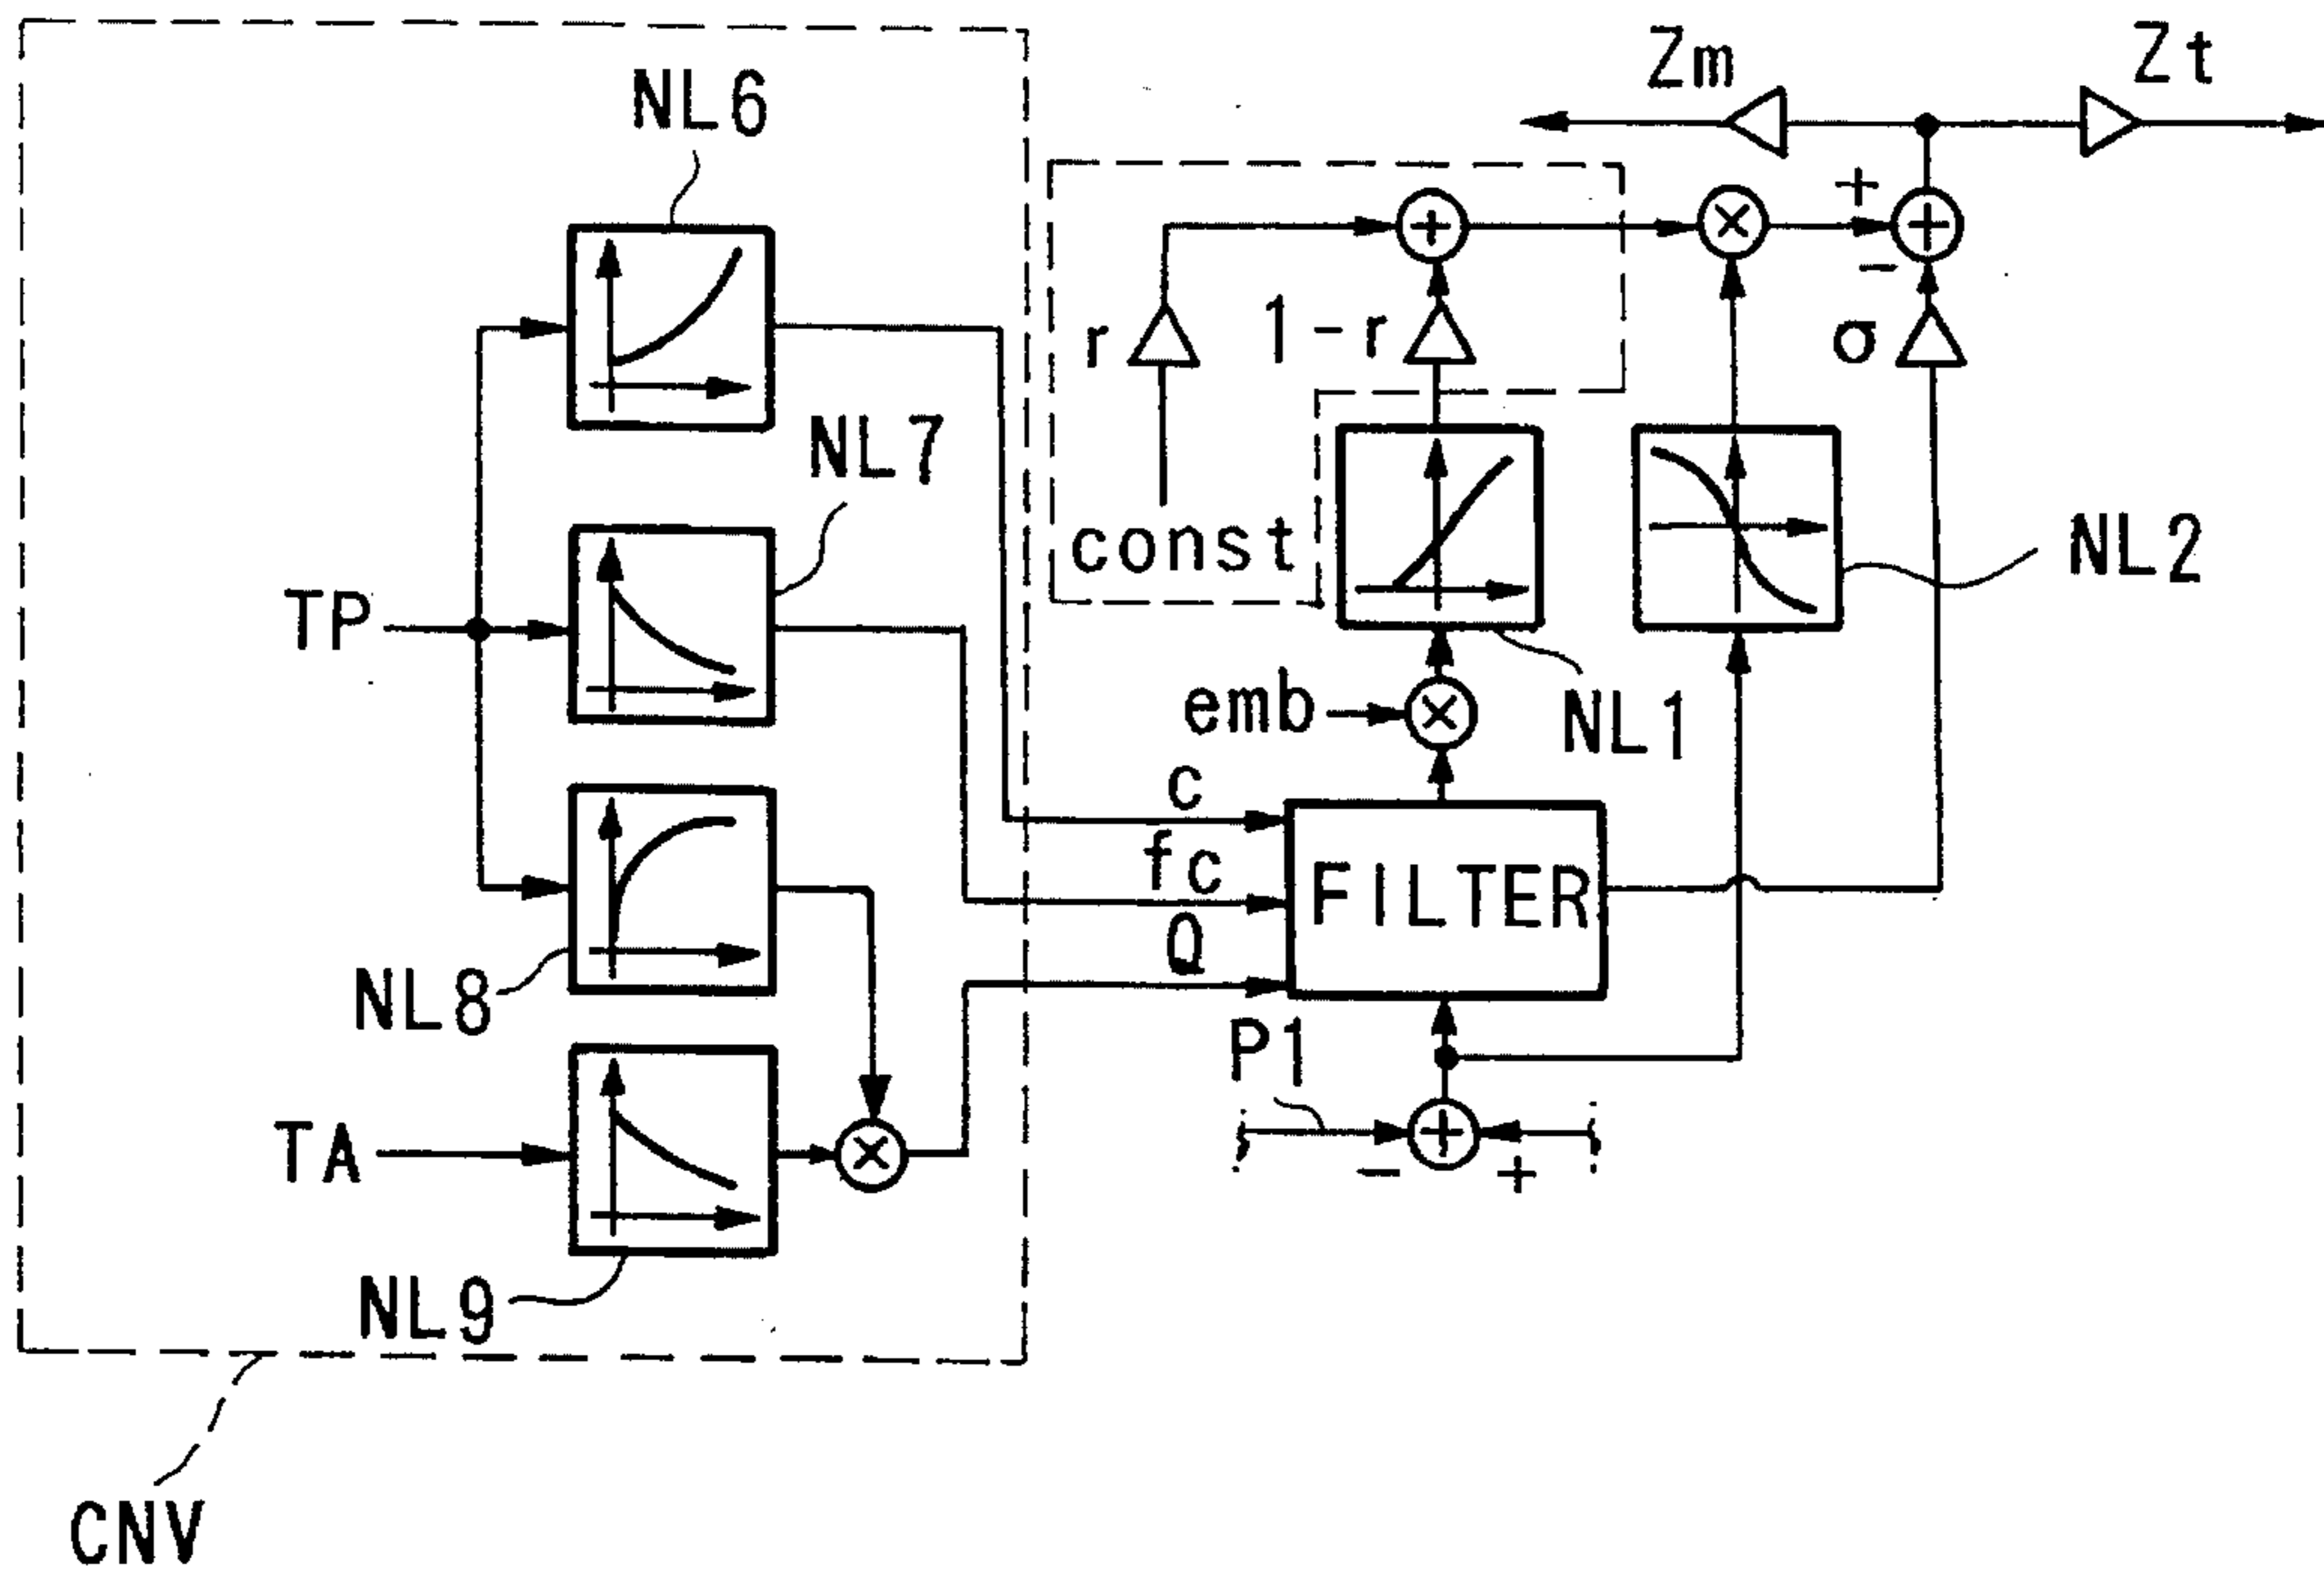 Zm
Zt
NL6
+
-
r
1-r
σ
NL7
const
NL2
TP
emb
NL1
c
fc
FILTER
Q
NL8
P1
TA
-
+
NL9
CNV